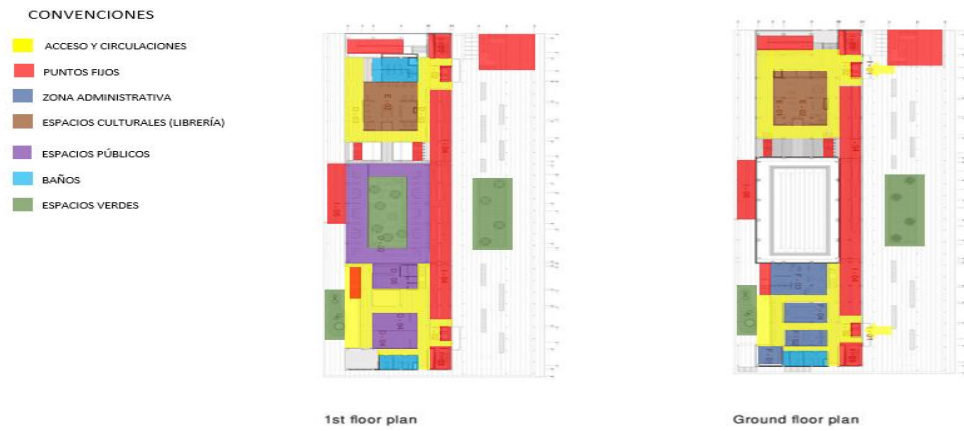 CONVENCIONES
ACCESO Y CIRCULACIONES
PUNTOS FIJOS
ZONA ADMINISTRATIVA
ESPACIOS CULTURALES (LIBRERÍA)
ESPACIOS PÚBLICOS
BAÑOS
ESPACIOS VERDES
1st floor plan
Ground floor plan